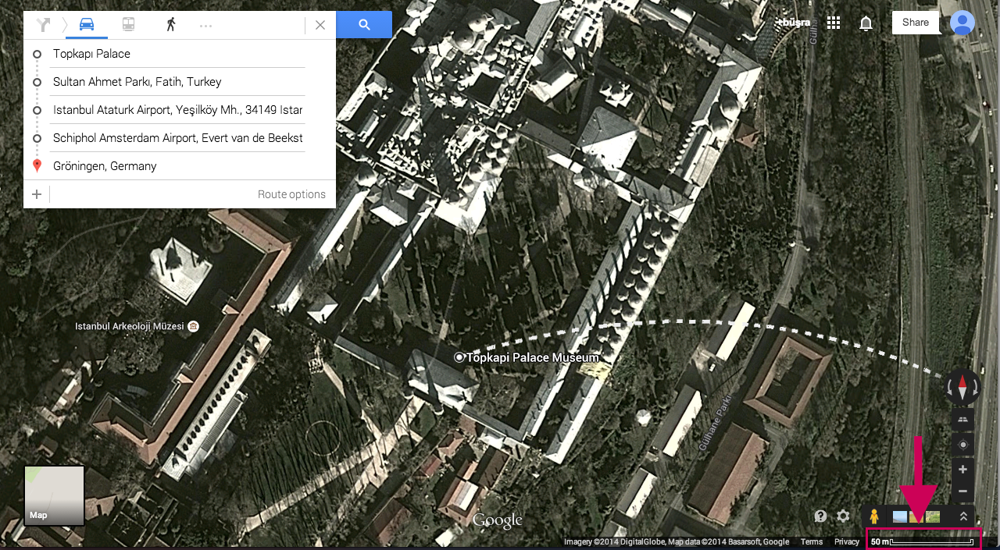 +büşra
Share
Topkapı Palace
Sultan Ahmet Parkı, Fatih, Turkey
Istanbul Ataturk Airport, Yeşilköy Mh., 34149 Istar
Schiphol Amsterdam Airport, Evert van de Beekst
Gröningen, Germany
Route options
Gülha
Istanbul Arkeoloji Müzesi
Topkapi Palace Museum
Gülhane Parkı
Map
Google
Imagery ©2014 DigitalGlobe, Map data ©2014 Basarsoft, Google
Terms
Privacy
50 m